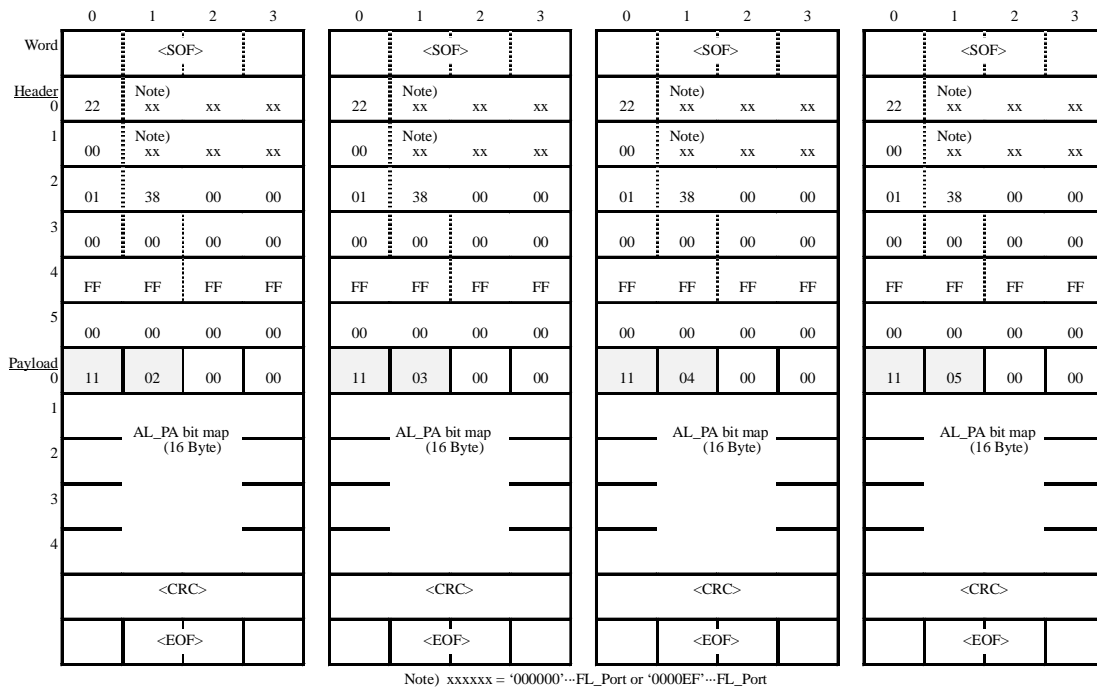 0 1 2 3 0 1 2 3 0 1 2 3 0 1 2 3
Word <SOF> <SOF> <SOF> <SOF>
Header Note) Note) Note) Note)
0 22 xx xx xx 22 xx xx xx 22 xx xx xx 22 xx xx xx
1 Note) Note) Note) Note)
00 xx xx xx 00 xx xx xx 00 xx xx xx 00 xx xx xx
2
01 38 00 00 01 38 00 00 01 38 00 00 01 38 00 00
3
00 00 00 00 00 00 00 00 00 00 00 00 00 00 00 00
4
FF FF FF FF FF FF FF FF FF FF FF FF FF FF FF FF
5
00 00 00 00 00 00 00 00 00 00 00 00 00 00 00 00
Payload
0 11 02 00 00 11 03 00 00 11 04 00 00 11 05 00 00
1
AL_PA bit map AL_PA bit map AL_PA bit map AL_PA bit map
2 (16 Byte) (16 Byte) (16 Byte) (16 Byte)
3
4
<CRC> <CRC> <CRC> <CRC>
<EOF> <EOF> <EOF> <EOF>
Note) xxxxxx = ‘000000’···FL_Port or ‘0000EF’···FL_Port